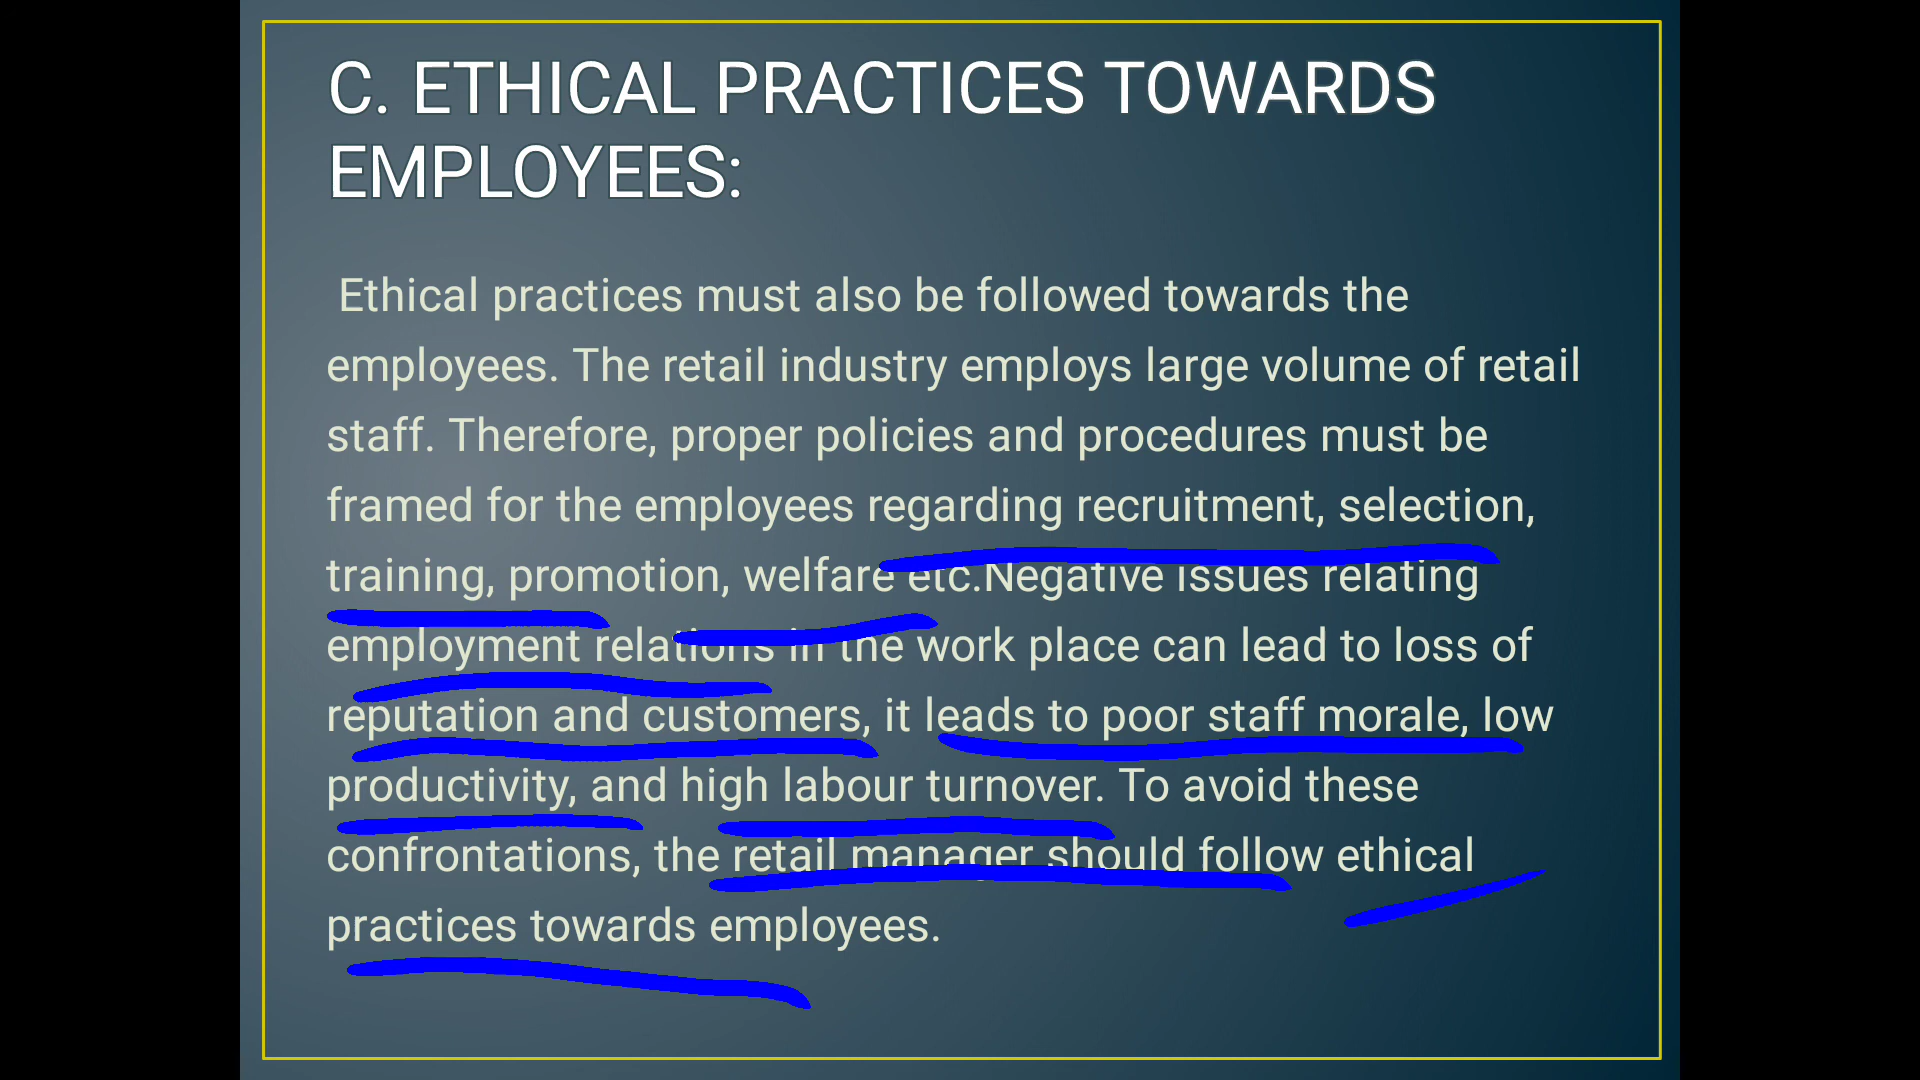 C. ETHICAL PRACTICES TOWARDS
EMPLOYEES:
Ethical practices must also be followed towards the
employees. The retail industry employs large volume of retail
staff. Therefore, proper policies and procedures must be
framed for the employees regarding recruitment, selection,
training, promotion, welfare etc.Negative issues relating
employment relations in the work place can lead to loss of
reputation and customers, it leads to poor staff morale, low
productivity, and high labour turnover. To avoid these
confrontations, the retail manager should follow ethical
practices towards employees.